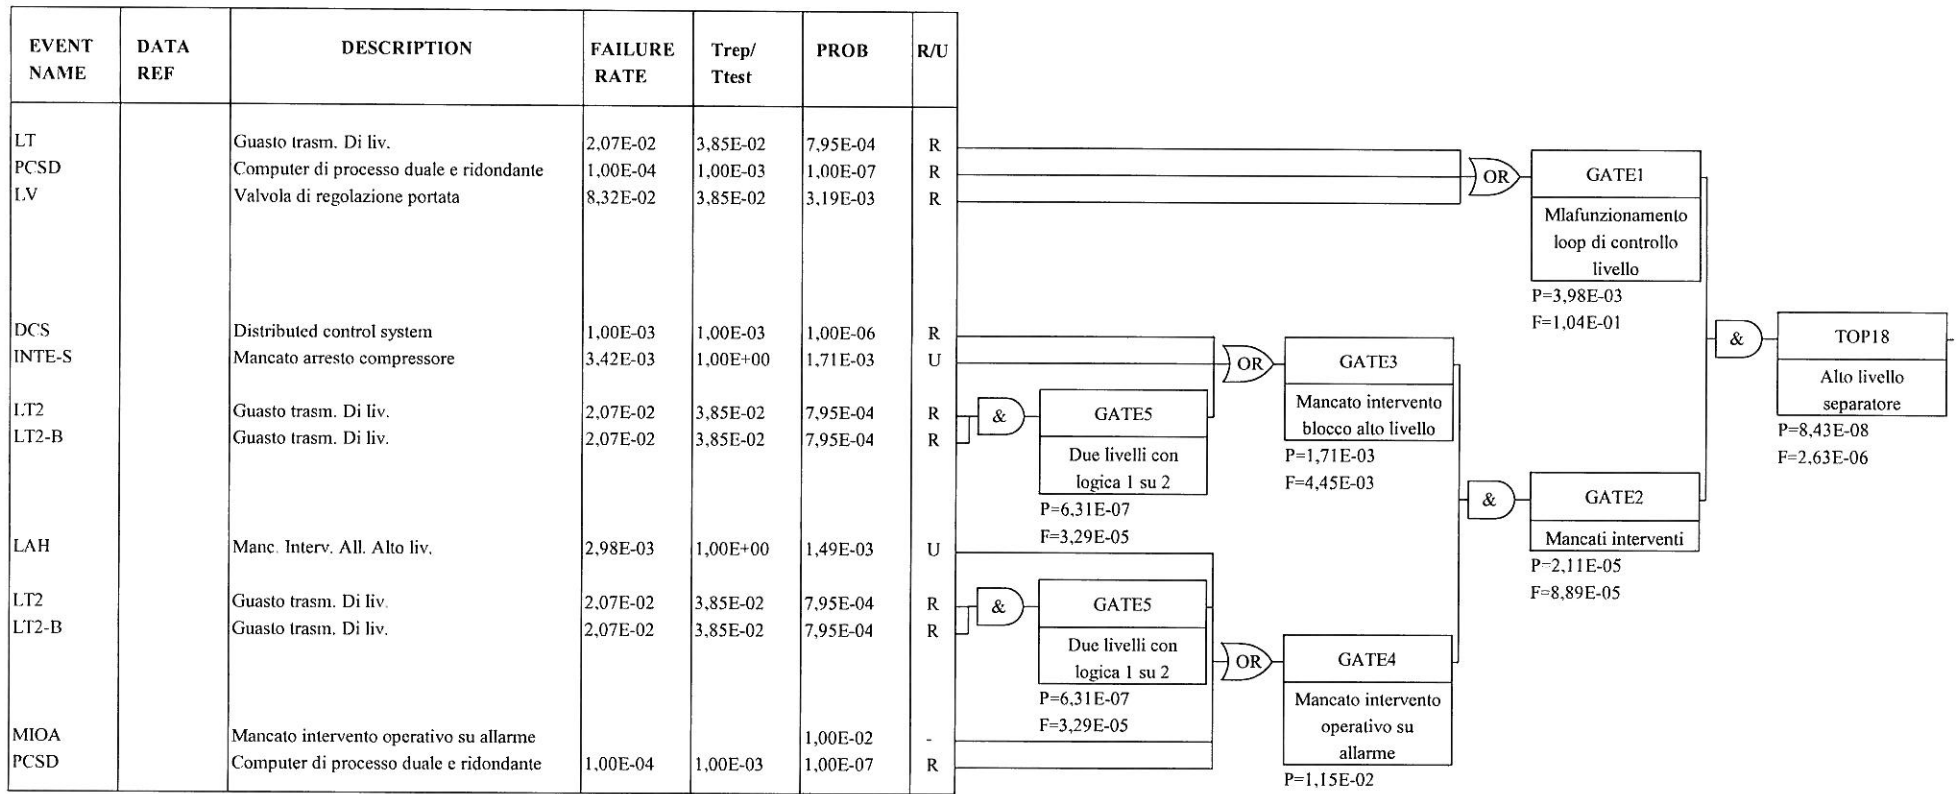 EVENT NAME DATA REF DESCRIPTION FAILURE RATE Trep/ Ttest PROB R/U
LT Guasto trasm. Di liv. 2,07E-02 3,85E-02 7,95E-04 R
PCSD Computer di processo duale e ridondante 1,00E-04 1,00E-03 1,00E-07 R
LV Valvola di regolazione portata 8,32E-02 3,85E-02 3,19E-03 R
OR
GATE1
Mlafunzionamento
loop di controllo
livello
P=3,98E-03
F=1,04E-01
DCS Distributed control system 1,00E-03 1,00E-03 1,00E-06 R
INTE-S Mancato arresto compressore 3,42E-03 1,00E+00 1,71E-03 U
OR
GATE3
Mancato intervento
blocco alto livello
P=1,71E-03
F=4,45E-03
&
TOP18
Alto livello
separatore
P=8,43E-08
F=2,63E-06
LT2 Guasto trasm. Di liv. 2,07E-02 3,85E-02 7,95E-04 R
LT2-B Guasto trasm. Di liv. 2,07E-02 3,85E-02 7,95E-04 R
&
GATE5
Due livelli con
logica 1 su 2
P=6,31E-07
F=3,29E-05
&
GATE2
Mancati interventi
P=2,11E-05
F=8,89E-05
LAH Manc. Interv. All. Alto liv. 2,98E-03 1,00E+00 1,49E-03 U
LT2 Guasto trasm. Di liv. 2,07E-02 3,85E-02 7,95E-04 R
LT2-B Guasto trasm. Di liv. 2,07E-02 3,85E-02 7,95E-04 R
&
GATE5
Due livelli con
logica 1 su 2
P=6,31E-07
F=3,29E-05
OR
GATE4
Mancato intervento
operativo su
allarme
P=1,15E-02
MIOA Mancato intervento operativo su allarme 1,00E-02 -
PCSD Computer di processo duale e ridondante 1,00E-04 1,00E-03 1,00E-07 R